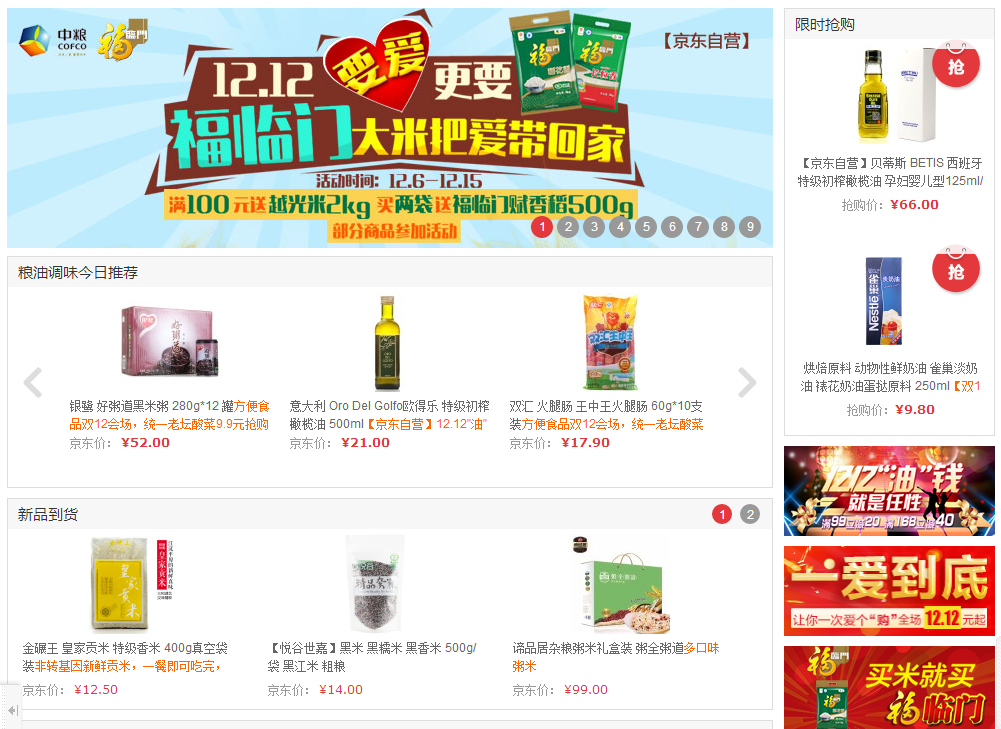 中粮
COFCO
福临門
【京东自营】
12.12 要爱 更要
福临门大米把爱带回家
活动时间：12.6—12.15
满100元送越光米2kg 买两袋送福临门赋香稻500g
部分商品参加活动
1 2 3 4 5 6 7 8 9
限时抢购
抢
【京东自营】贝蒂斯 BETIS 西班牙
特级初榨橄榄油 孕妇婴儿型125ml/
抢购价：¥66.00
抢
雀巢
Nestlé
淡奶油
烘焙原料 动物性鲜奶油 雀巢淡奶
油 裱花奶油蛋挞原料 250ml【双1
抢购价：¥9.80
粮油调味今日推荐
银鹭 好粥道黑米粥 280g*12 罐方便食
品双12会场，统一老坛酸菜9.9元抢购
京东价：¥52.00
意大利 Oro Del Golfo欧得乐 特级初榨
橄榄油 500ml【京东自营】12.12"油"
京东价：¥21.00
双汇 火腿肠 王中王火腿肠 60g*10支
装方便食品双12会场，统一老坛酸菜
京东价：¥17.90
新品到货
1 2
皇家贡米
金碾王 皇家贡米 特级香米 400g真空袋
装非转基因新鲜贡米，一餐即可吃完，
京东价：¥12.50
【悦谷世嘉】黑米 黑糯米 黑香米 500g/
袋 黑江米 粗粮
京东价：¥14.00
谛品居杂粮粥米礼盒装 粥全粥道多口味
粥米
京东价：¥99.00
12.12"油"钱
就是任性
满99立减20 满168立减40
一爱到底
让你一次爱个"购" 全场 12.12 元起
福临門
买米就买
福临门